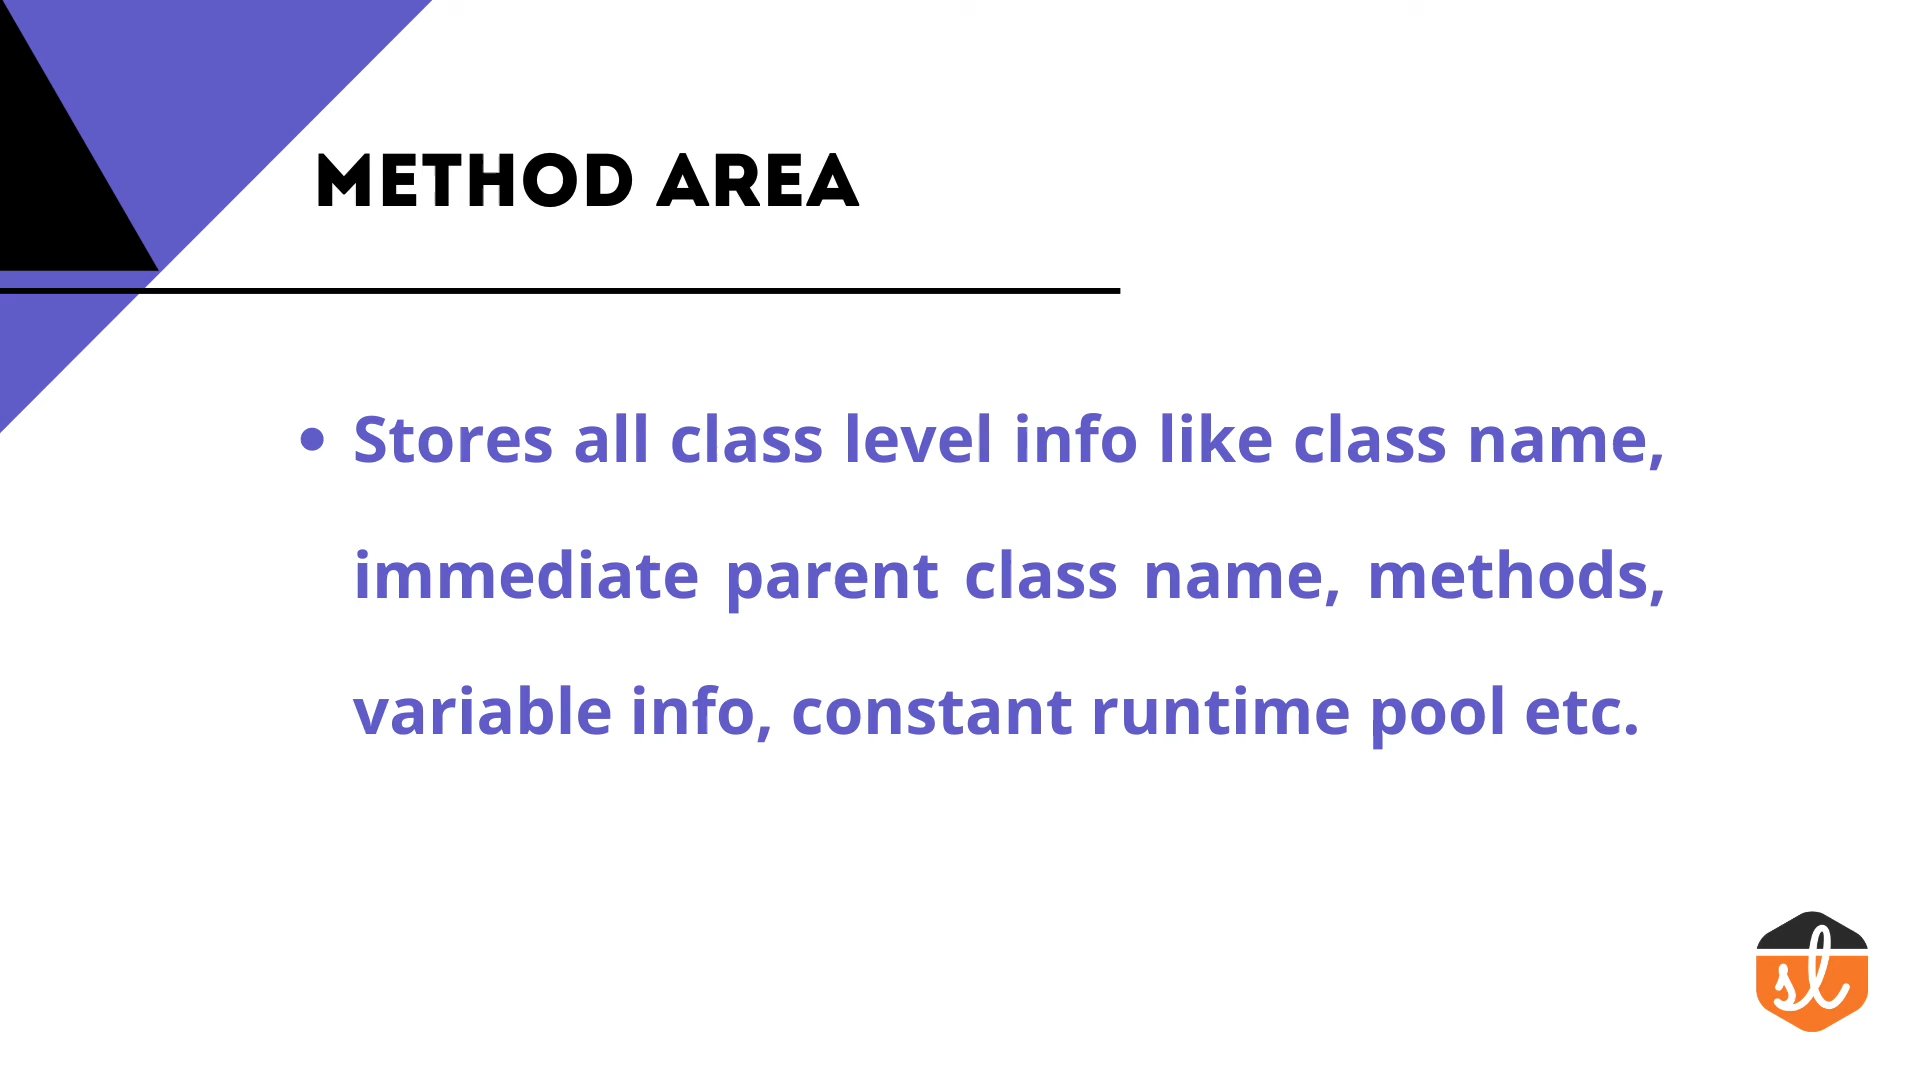 METHOD AREA
• Stores all class level info like class name,
immediate parent class name, methods,
variable info, constant runtime pool etc.
sl